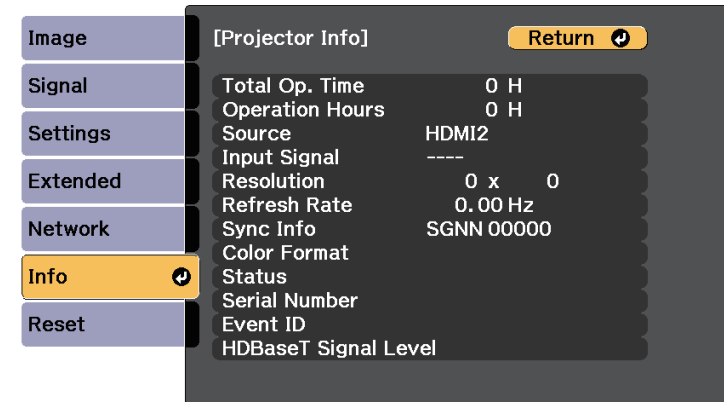 Image
Signal
Settings
Extended
Network
Info
Reset
[Projector Info]
Return
Total Op. Time 0 H
Operation Hours 0 H
Source HDMI2
Input Signal ----
Resolution 0 x 0
Refresh Rate 0.00 Hz
Sync Info SGNN 00000
Color Format
Status
Serial Number
Event ID
HDBaseT Signal Level